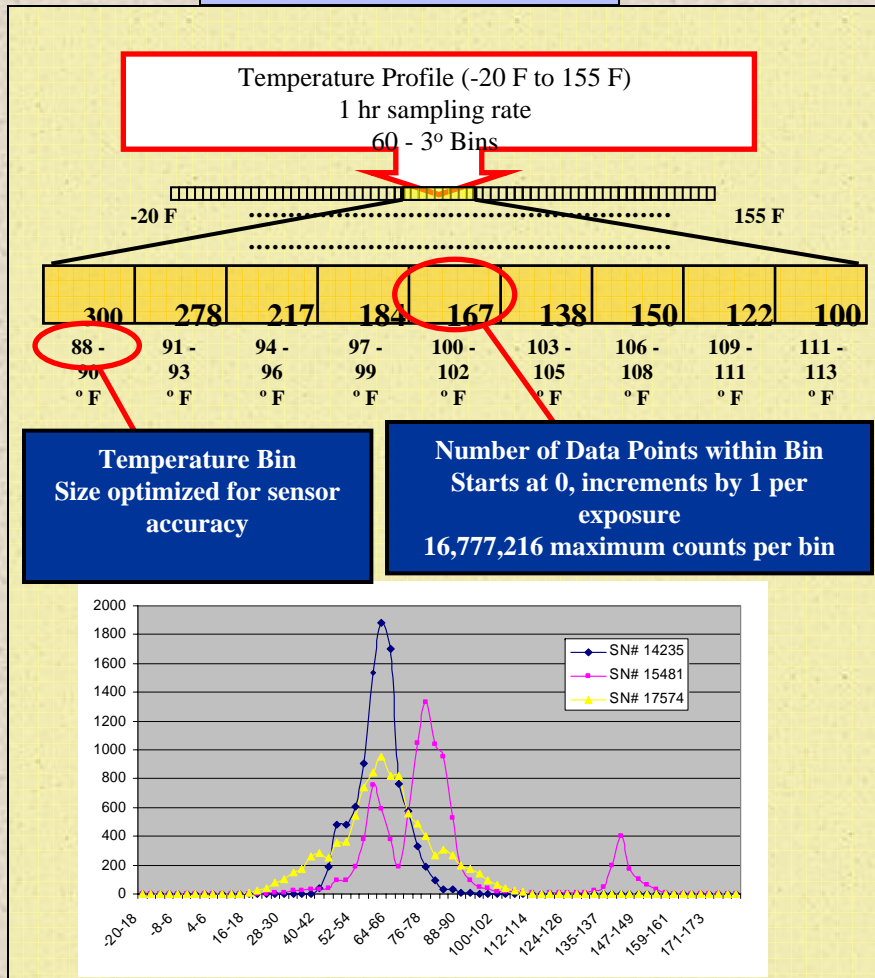 Temperature Profile (-20 F to 155 F)
1 hr sampling rate
60 - 3o Bins
-20 F
155 F
300 278 217 184 167 138 150 122 100
88 - 91 - 94 - 97 - 100 - 103 - 106 - 109 - 111 -
90 93 96 99 102 105 108 111 113
º F º F º F º F º F º F º F º F º F
Temperature Bin
Size optimized for sensor
accuracy
Number of Data Points within Bin
Starts at 0, increments by 1 per
exposure
16,777,216 maximum counts per bin
2000
1800
1600
1400
1200
1000
800
600
400
200
0
SN# 14235
SN# 15481
SN# 17574
-20-18 -8-6 4-6 16-18 28-30 40-42 52-54 64-66 76-78 88-90 100-102 112-114 124-126 135-137 147-149 159-161 171-173